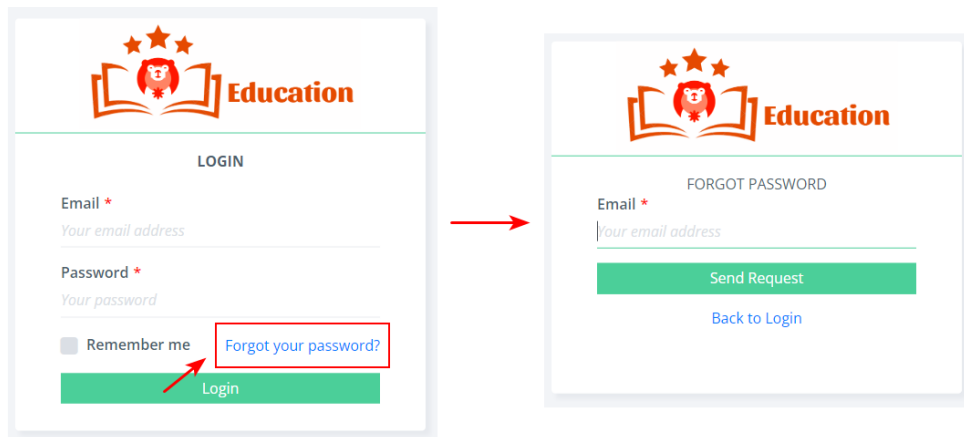 Education
LOGIN
Email *
Your email address
Password *
Your password
Remember me
Forgot your password?
Login
Education
FORGOT PASSWORD
Email *
Your email address
Send Request
Back to Login